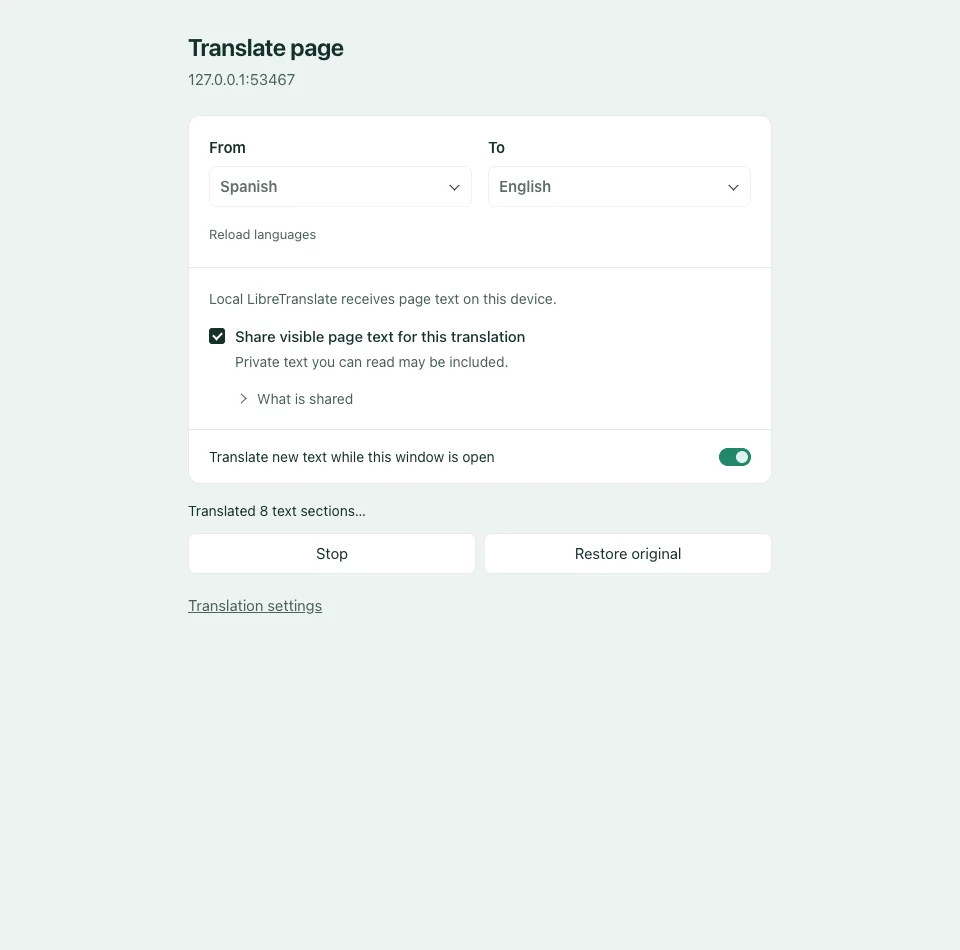 Translate page
127.0.0.1:53467
From
To
Spanish
English
Reload languages
Local LibreTranslate receives page text on this device.
Share visible page text for this translation
Private text you can read may be included.
What is shared
Translate new text while this window is open
Translated 8 text sections…
Stop
Restore original
Translation settings